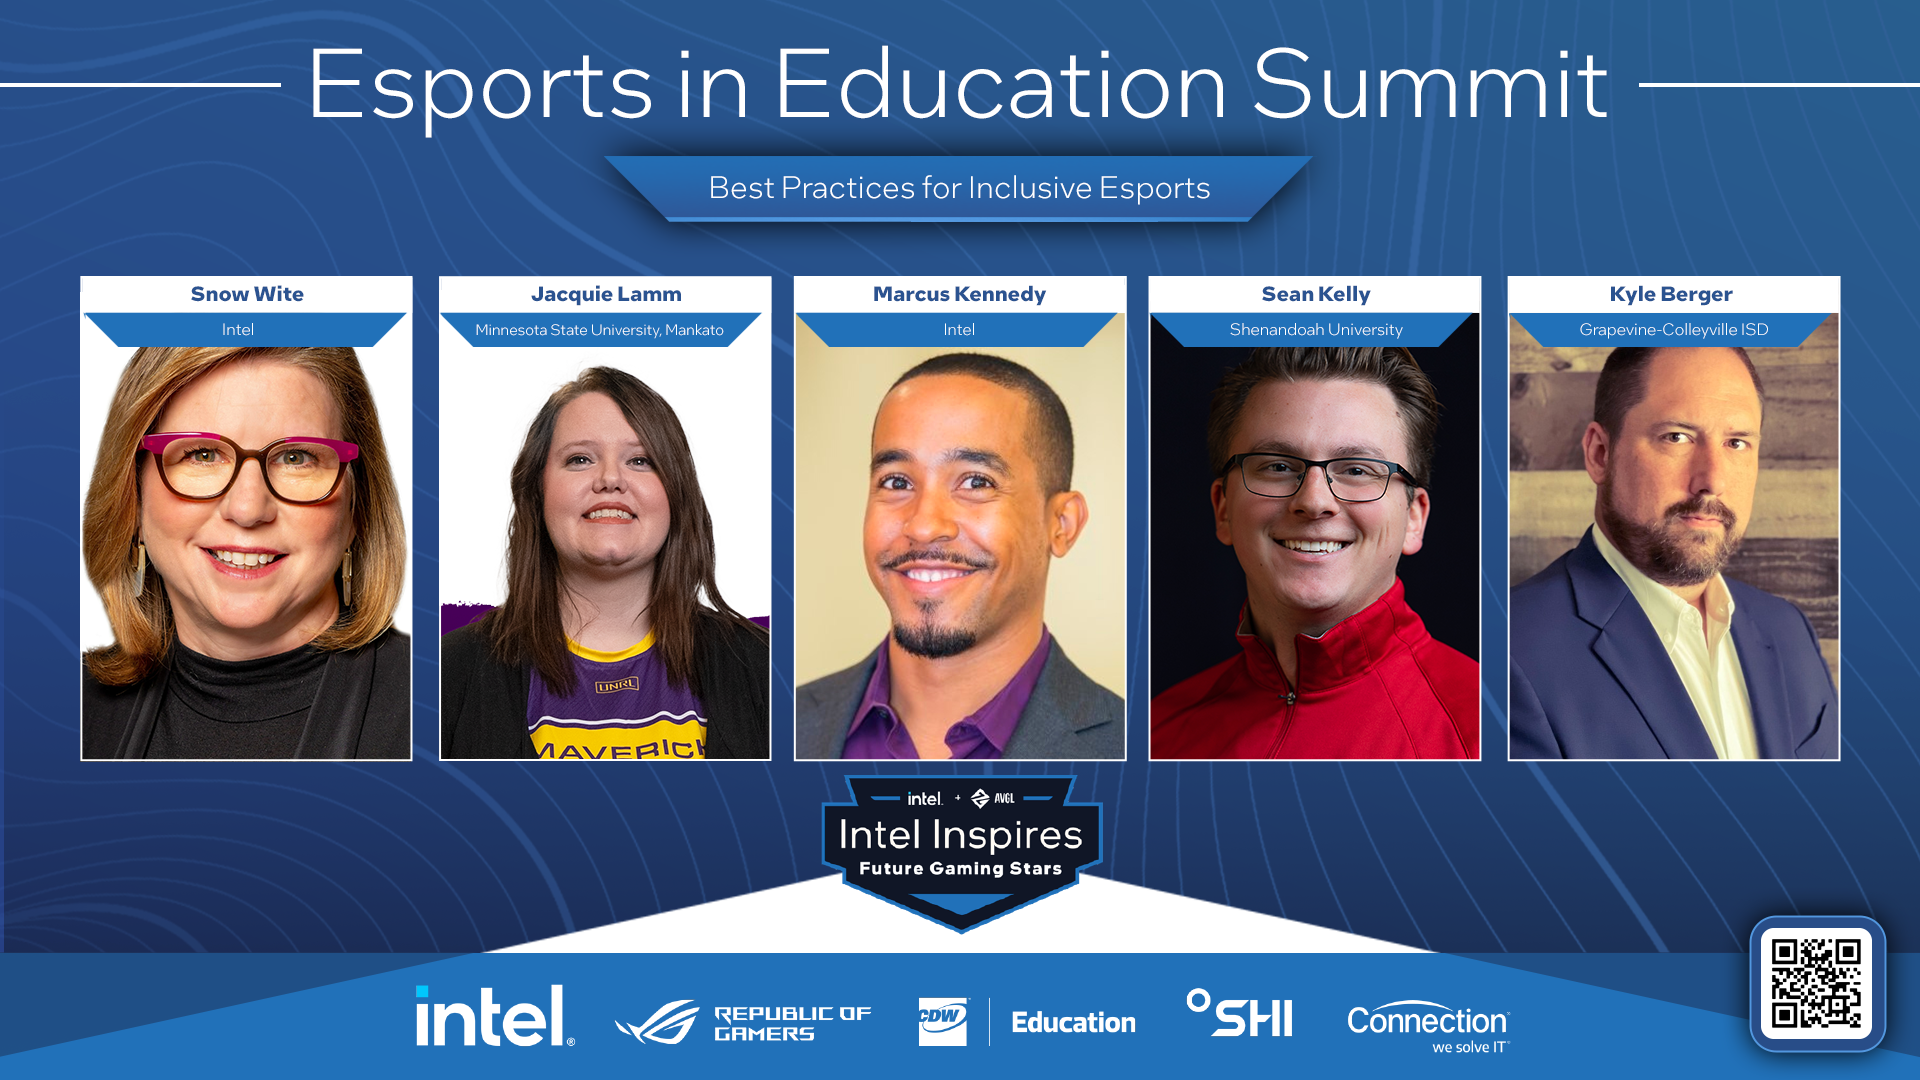 Esports in Education Summit
Best Practices for Inclusive Esports
Snow Wite
Intel
Jacquie Lamm
Minnesota State University, Mankato
Marcus Kennedy
Intel
Sean Kelly
Shenandoah University
Kyle Berger
Grapevine-Colleyville ISD
UNRL
MAVERICK
intel. + AVGL
Intel Inspires
Future Gaming Stars
intel®
REPUBLIC OF
GAMERS
CDW
Education
SHI
Connection®
we solve IT™